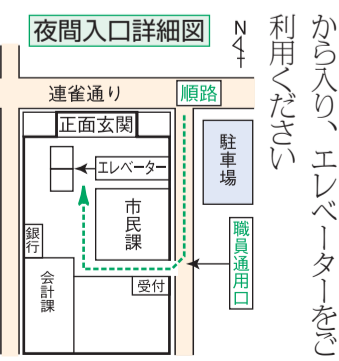 から入り、エレベーターをご
利用ください
夜間入口詳細図
N
連雀通り
順路
正面玄関
エレベーター
駐車場
市民課
銀行
職員通用口
会計課
受付